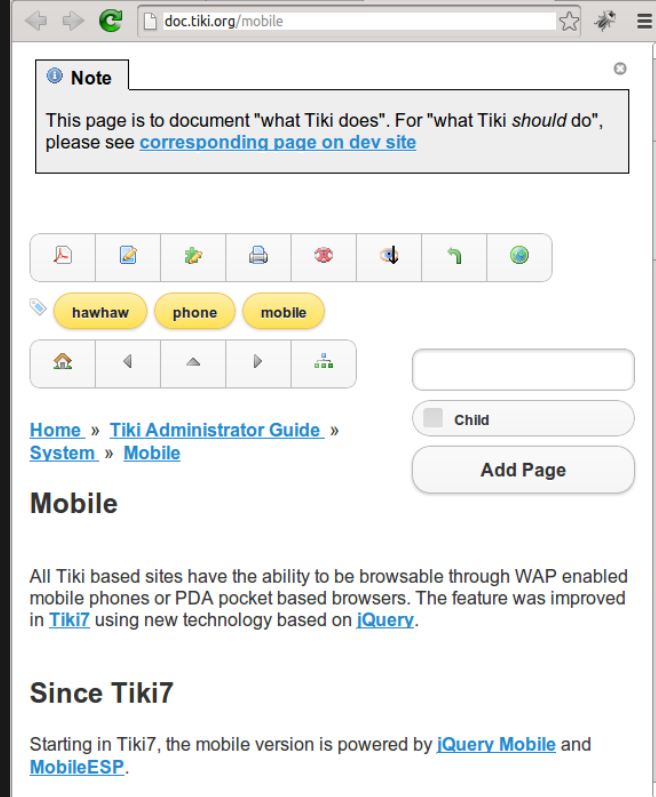 doc.tiki.org/mobile
Note
This page is to document "what Tiki does". For "what Tiki should do",
please see corresponding page on dev site
hawhaw phone mobile
Child
Add Page
Home » Tiki Administrator Guide »
System » Mobile
Mobile
All Tiki based sites have the ability to be browsable through WAP enabled
mobile phones or PDA pocket based browsers. The feature was improved
in Tiki7 using new technology based on jQuery.
Since Tiki7
Starting in Tiki7, the mobile version is powered by jQuery Mobile and
MobileESP.